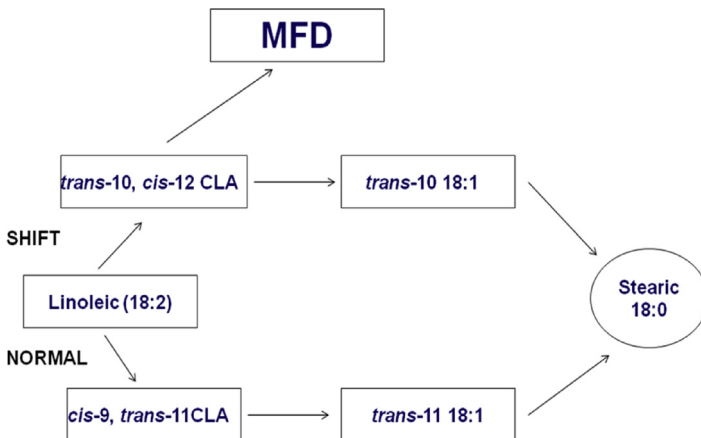 MFD
trans-10, cis-12 CLA
trans-10 18:1
SHIFT
Linoleic (18:2)
Stearic
18:0
NORMAL
cis-9, trans-11CLA
trans-11 18:1